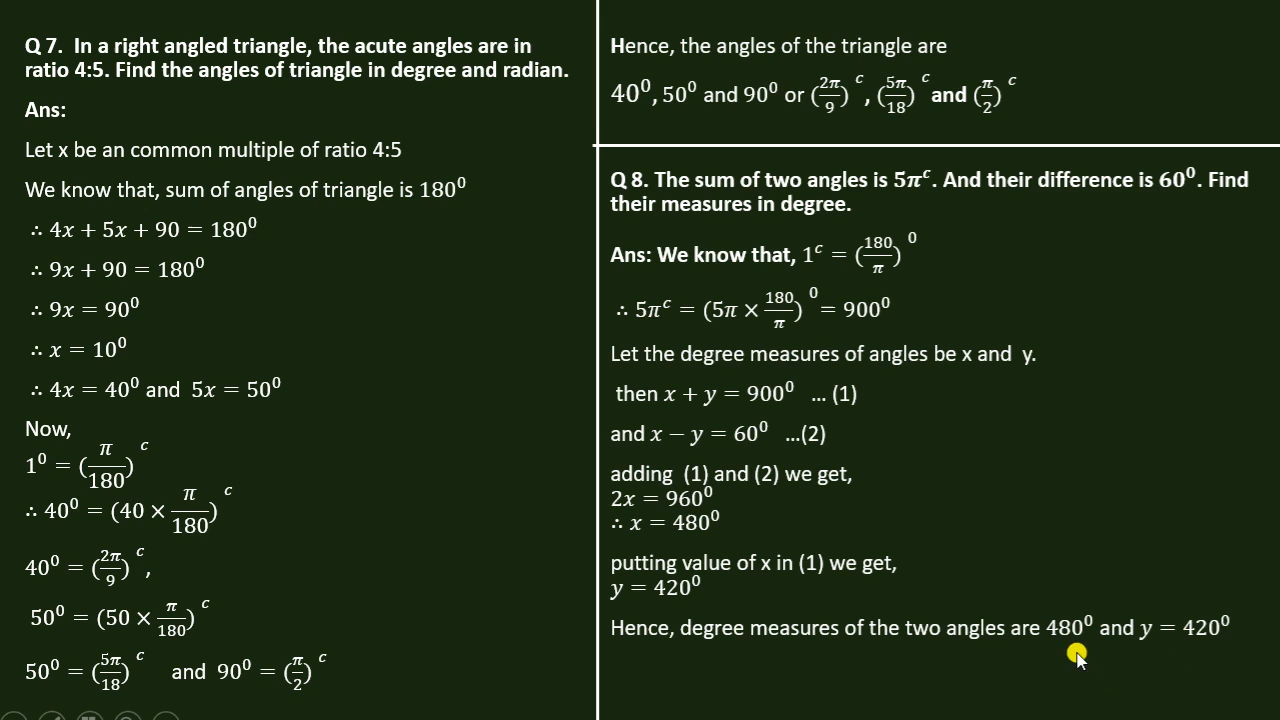 Q 7. In a right angled triangle, the acute angles are in
ratio 4:5. Find the angles of triangle in degree and radian.
Ans:
Let x be an common multiple of ratio 4:5
We know that, sum of angles of triangle is 180⁰
∴ 4x + 5x + 90 = 180⁰
∴ 9x + 90 = 180⁰
∴ 9x = 90⁰
∴ x = 10⁰
∴ 4x = 40⁰ and 5x = 50⁰
Now,
1⁰ = (π/180)ᶜ
∴ 40⁰ = (40 × π/180)ᶜ
40⁰ = (2π/9)ᶜ,
50⁰ = (50 × π/180)ᶜ
50⁰ = (5π/18)ᶜ and 90⁰ = (π/2)ᶜ
Hence, the angles of the triangle are
40⁰, 50⁰ and 90⁰ or (2π/9)ᶜ, (5π/18)ᶜ and (π/2)ᶜ
Q 8. The sum of two angles is 5πᶜ. And their difference is 60⁰. Find
their measures in degree.
Ans: We know that, 1ᶜ = (180/π)⁰
∴ 5πᶜ = (5π × 180/π)⁰ = 900⁰
Let the degree measures of angles be x and y.
then x + y = 900⁰ ... (1)
and x − y = 60⁰ ...(2)
adding (1) and (2) we get,
2x = 960⁰
∴ x = 480⁰
putting value of x in (1) we get,
y = 420⁰
Hence, degree measures of the two angles are 480⁰ and y = 420⁰